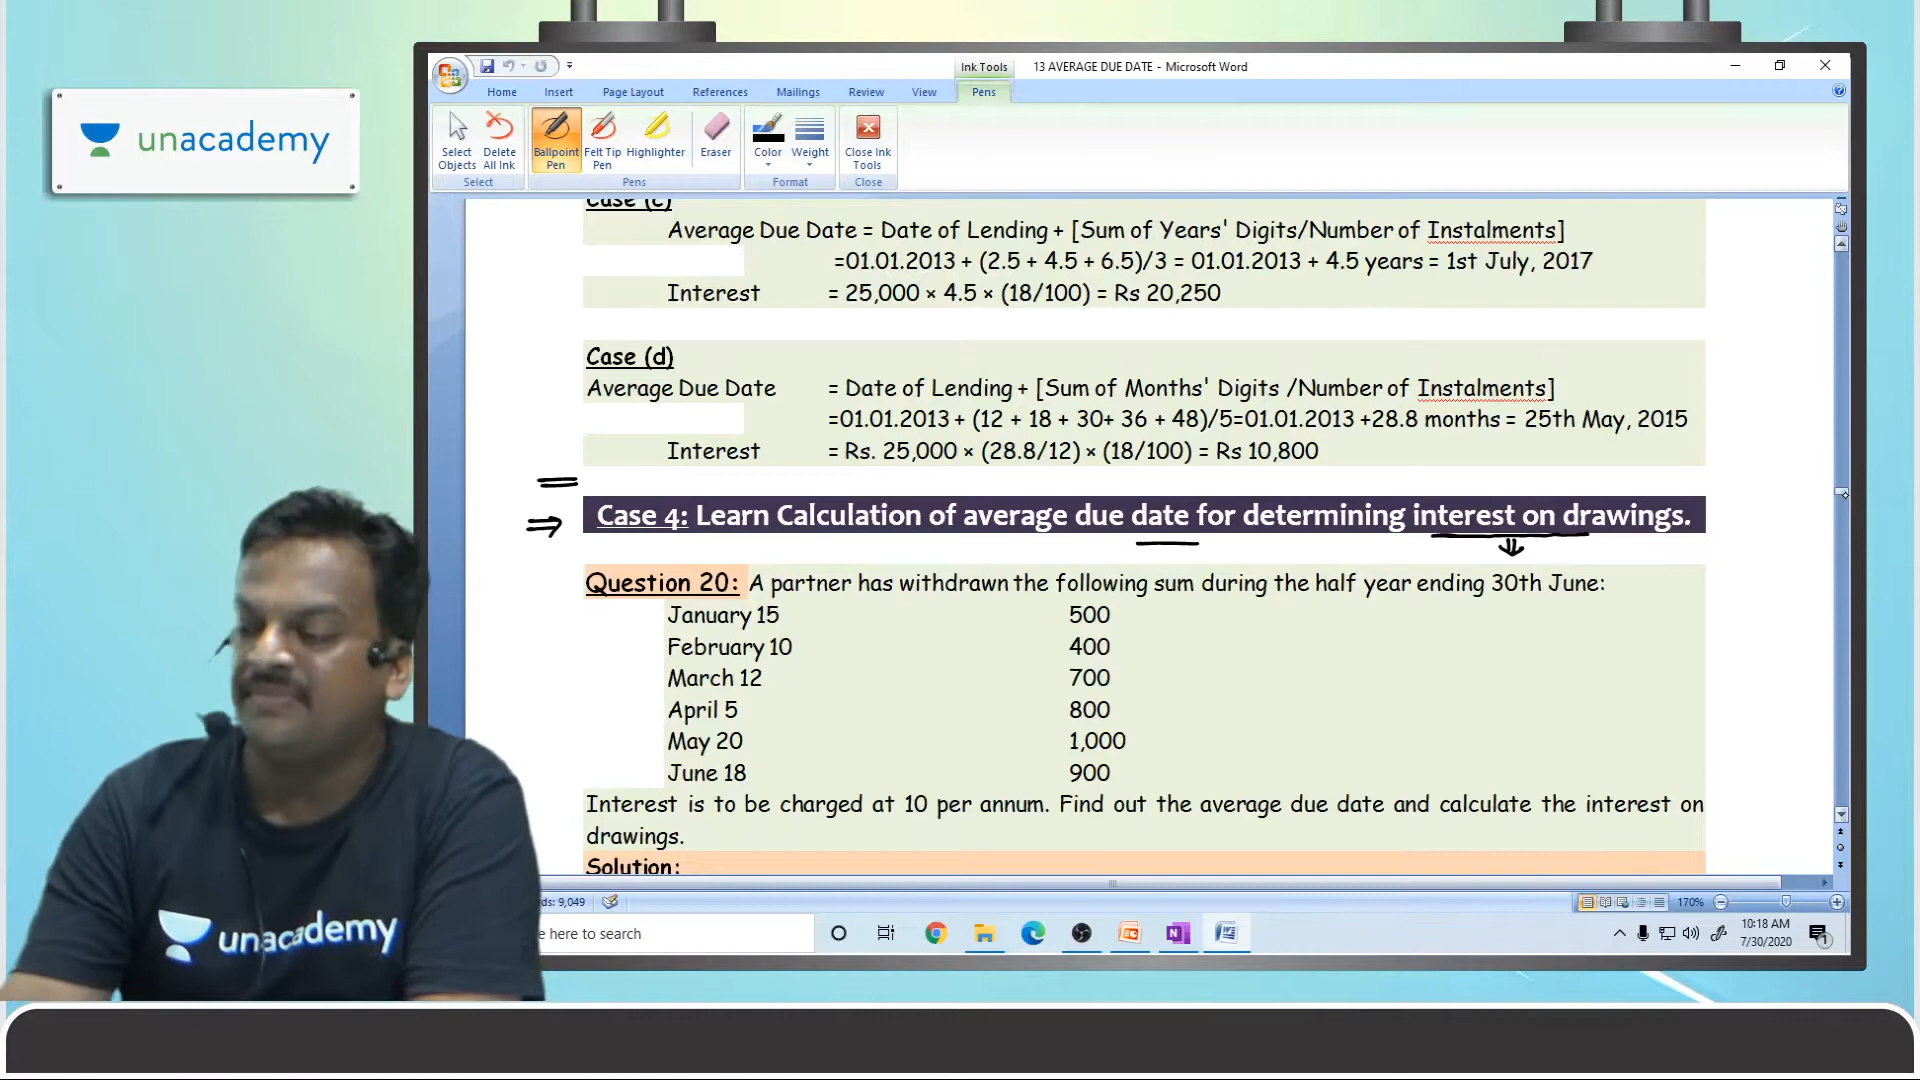 unacademy
Ink Tools
13 AVERAGE DUE DATE - Microsoft Word
Home Insert Page Layout References Mailings Review View Pens
Select Objects
Delete All Ink
Ballpoint Pen
Felt Tip Pen
Highlighter
Eraser
Color
Weight
Close Ink Tools
Select Pens Format Close
Case (c)
Average Due Date = Date of Lending + [Sum of Years' Digits/Number of Instalments]
=01.01.2013 + (2.5 + 4.5 + 6.5)/3 = 01.01.2013 + 4.5 years = 1st July, 2017
Interest = 25,000 × 4.5 × (18/100) = Rs 20,250
Case (d)
Average Due Date = Date of Lending + [Sum of Months' Digits /Number of Instalments]
=01.01.2013 + (12 + 18 + 30+ 36 + 48)/5=01.01.2013 +28.8 months = 25th May, 2015
Interest = Rs. 25,000 × (28.8/12) × (18/100) = Rs 10,800
Case 4: Learn Calculation of average due date for determining interest on drawings.
Question 20: A partner has withdrawn the following sum during the half year ending 30th June:
January 15 500
February 10 400
March 12 700
April 5 800
May 20 1,000
June 18 900
Interest is to be charged at 10 per annum. Find out the average due date and calculate the interest on
drawings.
Solution:
ds: 9,049
170%
e here to search
10:18 AM
7/30/2020
1
unacademy